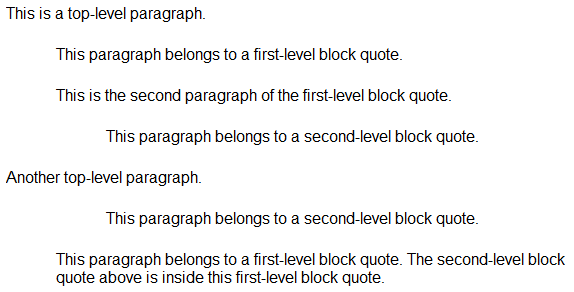 This is a top-level paragraph.
This paragraph belongs to a first-level block quote.
This is the second paragraph of the first-level block quote.
This paragraph belongs to a second-level block quote.
Another top-level paragraph.
This paragraph belongs to a second-level block quote.
This paragraph belongs to a first-level block quote. The second-level block
quote above is inside this first-level block quote.